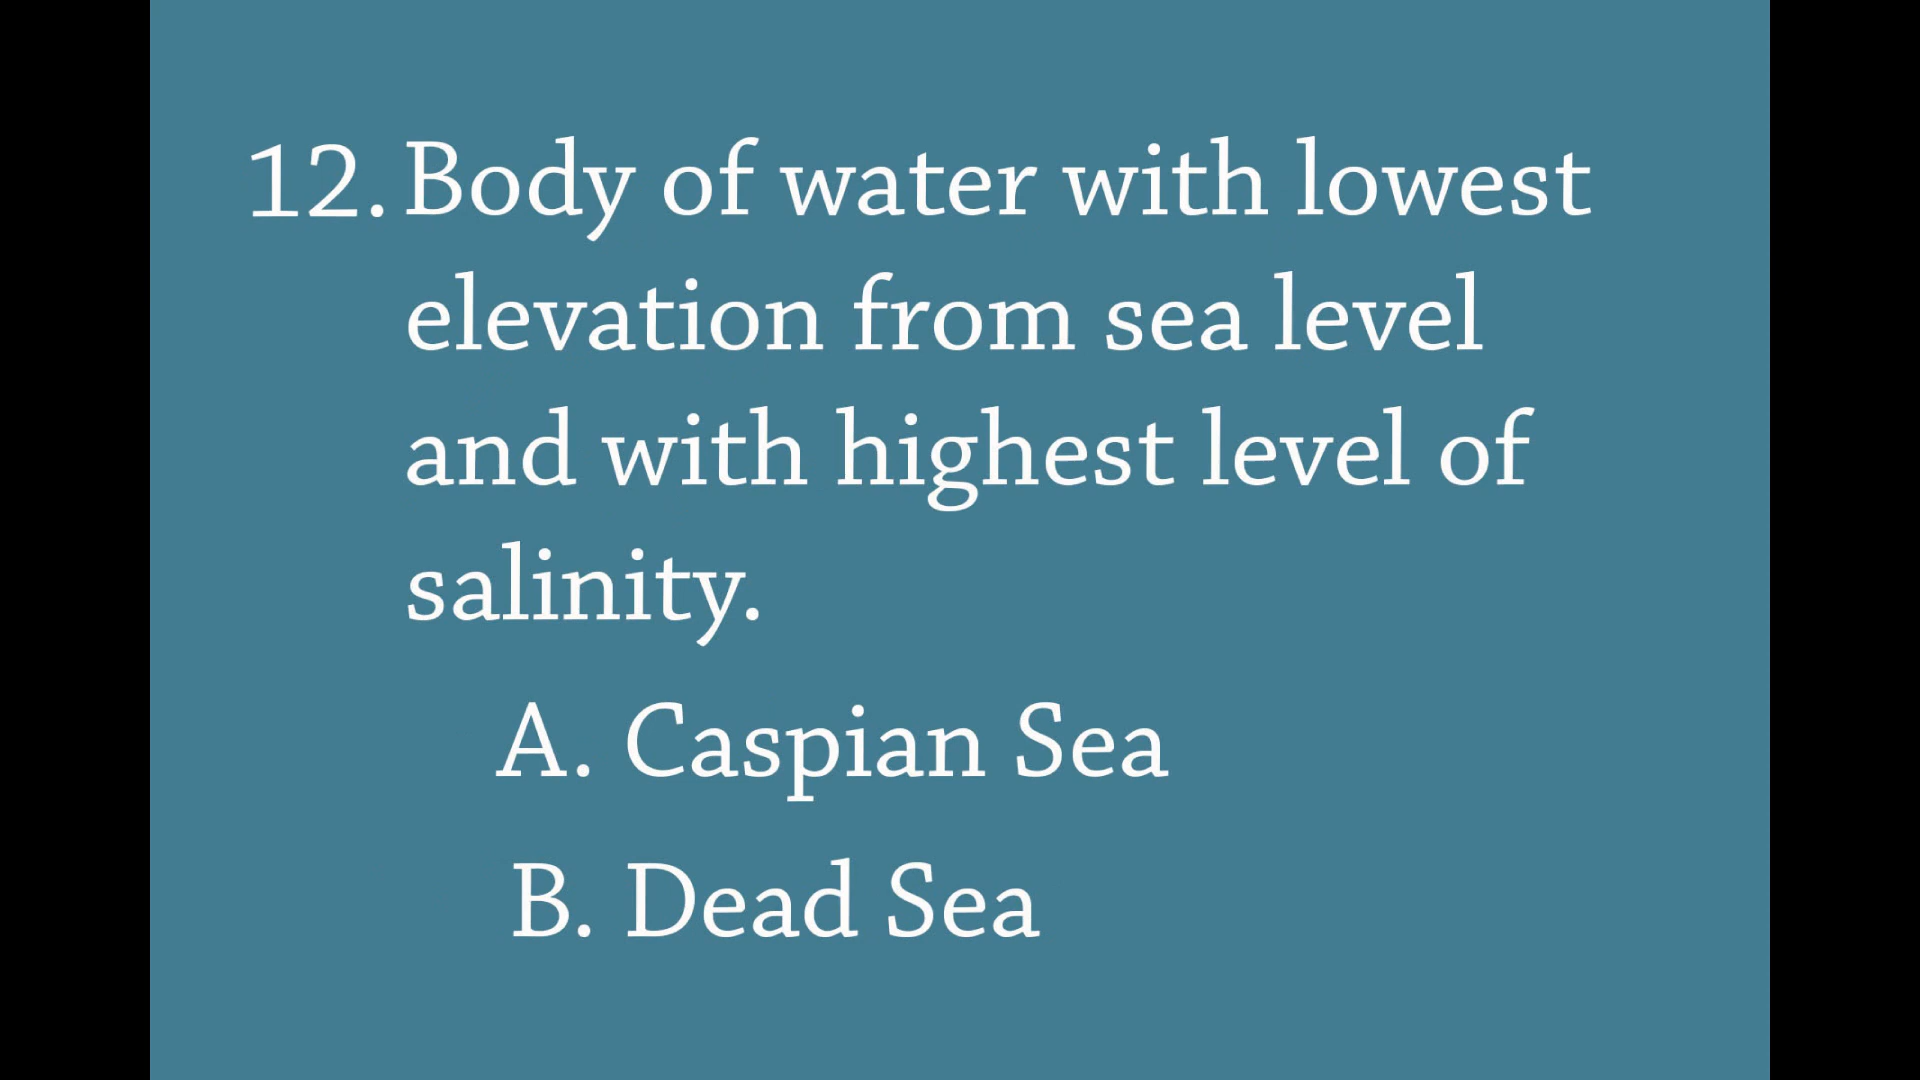 12. Body of water with lowest
elevation from sea level
and with highest level of
salinity.
A. Caspian Sea
B. Dead Sea